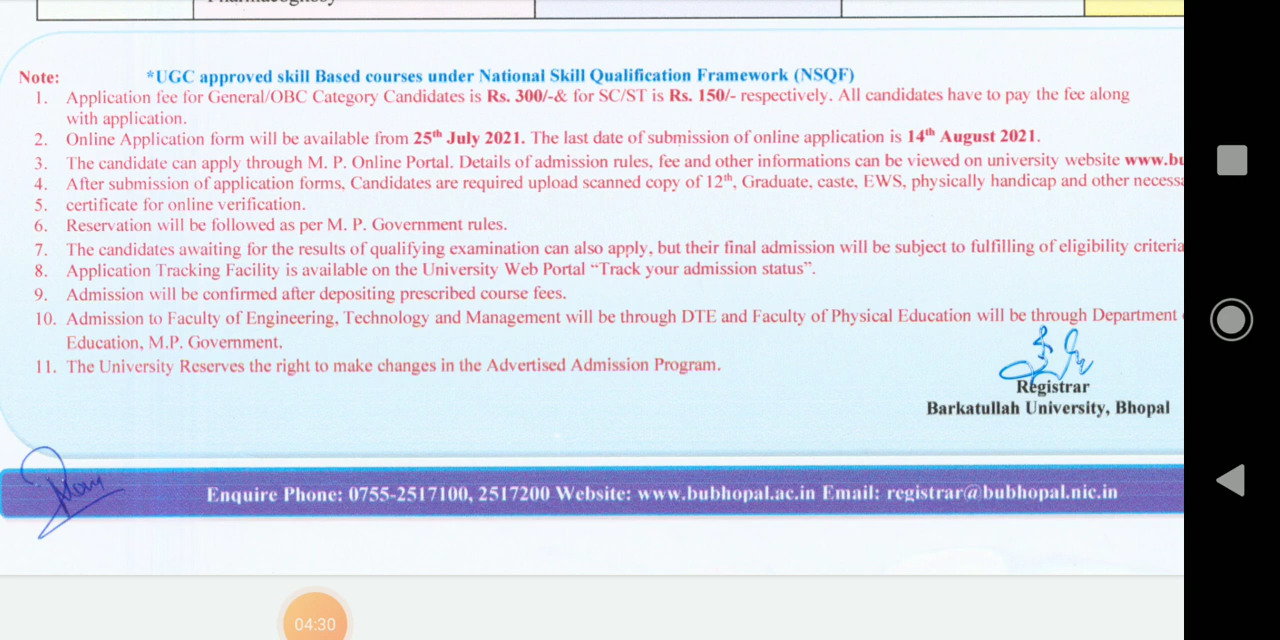 Note: *UGC approved skill Based courses under National Skill Qualification Framework (NSQF)
1. Application fee for General/OBC Category Candidates is Rs. 300/-& for SC/ST is Rs. 150/- respectively. All candidates have to pay the fee along
with application.
2. Online Application form will be available from 25th July 2021. The last date of submission of online application is 14th August 2021.
3. The candidate can apply through M. P. Online Portal. Details of admission rules, fee and other informations can be viewed on university website www.bu
4. After submission of application forms, Candidates are required upload scanned copy of 12th, Graduate, caste, EWS, physically handicap and other necessa
5. certificate for online verification.
6. Reservation will be followed as per M. P. Government rules.
7. The candidates awaiting for the results of qualifying examination can also apply, but their final admission will be subject to fulfilling of eligibility criteria
8. Application Tracking Facility is available on the University Web Portal “Track your admission status”.
9. Admission will be confirmed after depositing prescribed course fees.
10. Admission to Faculty of Engineering, Technology and Management will be through DTE and Faculty of Physical Education will be through Department
Education, M.P. Government.
11. The University Reserves the right to make changes in the Advertised Admission Program.
Registrar
Barkatullah University, Bhopal
Enquire Phone: 0755-2517100, 2517200 Website: www.bubhopal.ac.in Email: registrar@bubhopal.nic.in
04:30